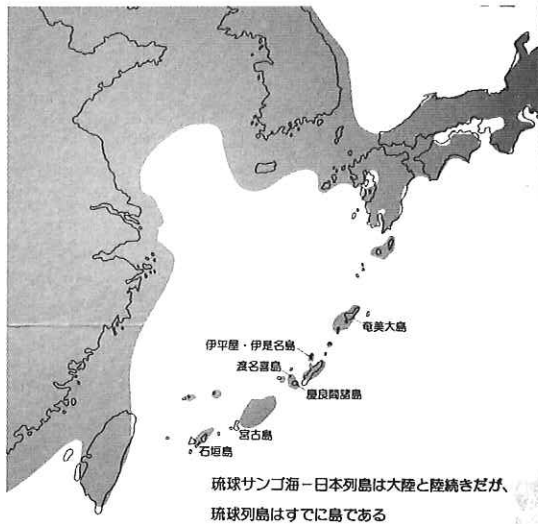 奄美大島
伊平屋・伊是名島
渡名喜島
慶良間諸島
宮古島
石垣島
琉球サンゴ海－日本列島は大陸と陸続きだが、
琉球列島はすでに島である